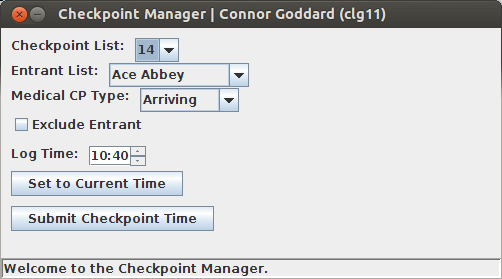 Checkpoint Manager | Connor Goddard (clg11)
Checkpoint List: 14
Entrant List: Ace Abbey
Medical CP Type: Arriving
Exclude Entrant
Log Time: 10:40
Set to Current Time
Submit Checkpoint Time
Welcome to the Checkpoint Manager.